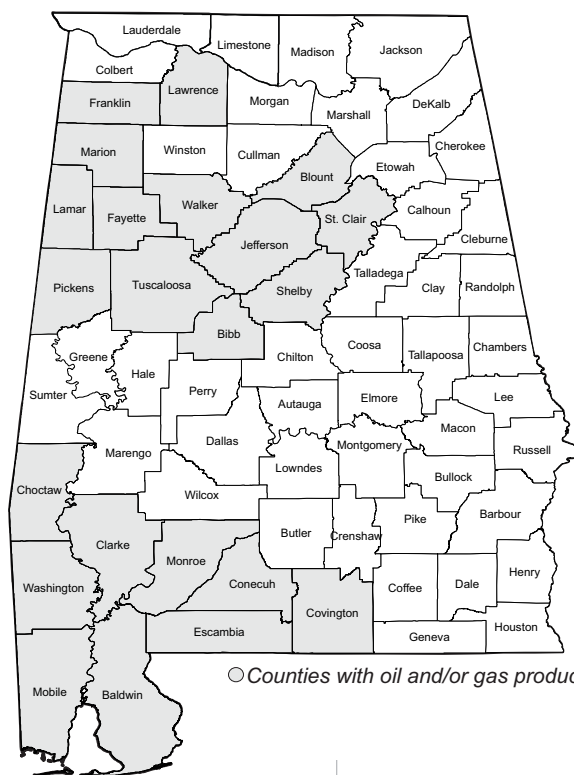 Lauderdale
Limestone
Madison
Jackson
Colbert
Lawrence
Franklin
Morgan
Marshall
DeKalb
Cherokee
Marion
Winston
Cullman
Etowah
Blount
Lamar
Fayette
Walker
St. Clair
Calhoun
Jefferson
Cleburne
Talladega
Pickens
Tuscaloosa
Shelby
Clay
Randolph
Bibb
Greene
Hale
Chilton
Coosa
Tallapoosa
Chambers
Sumter
Perry
Autauga
Elmore
Lee
Macon
Marengo
Dallas
Montgomery
Russell
Lowndes
Choctaw
Wilcox
Bullock
Barbour
Clarke
Butler
Crenshaw
Pike
Monroe
Washington
Conecuh
Covington
Coffee
Dale
Henry
Escambia
Geneva
Houston
Mobile
Baldwin
Counties with oil and/or gas produc